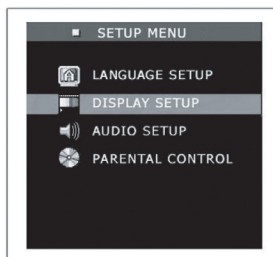 SETUP MENU
LANGUAGE SETUP
DISPLAY SETUP
AUDIO SETUP
PARENTAL CONTROL